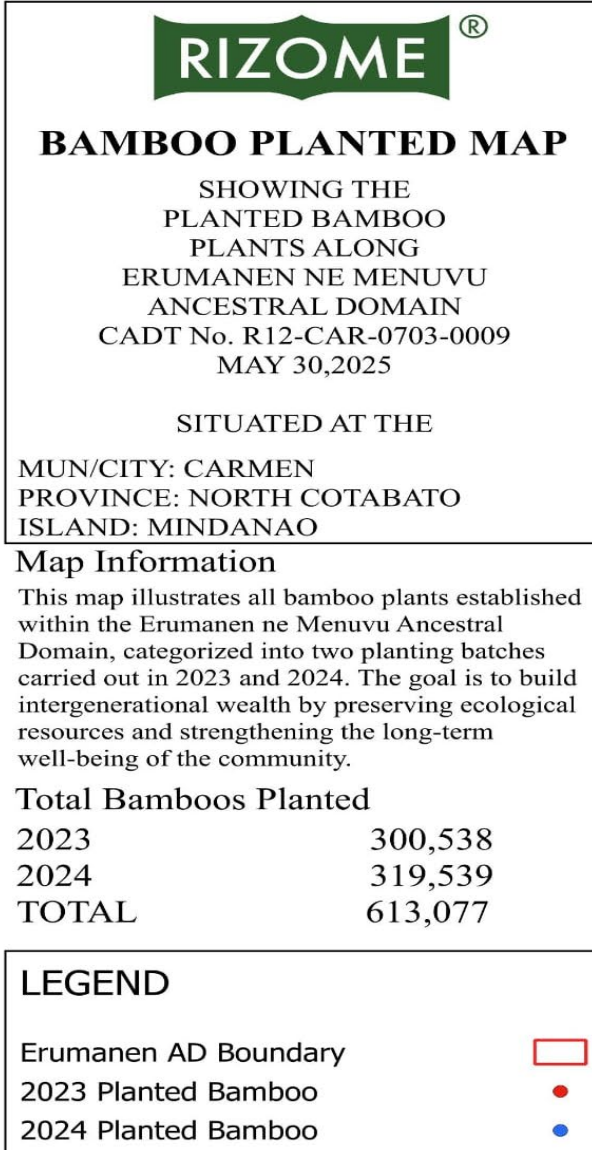 RIZOME®
BAMBOO PLANTED MAP
SHOWING THE
PLANTED BAMBOO
PLANTS ALONG
ERUMANEN NE MENUVU
ANCESTRAL DOMAIN
CADT No. R12-CAR-0703-0009
MAY 30,2025
SITUATED AT THE
MUN/CITY: CARMEN
PROVINCE: NORTH COTABATO
ISLAND: MINDANAO
Map Information
This map illustrates all bamboo plants established
within the Erumanen ne Menuvu Ancestral
Domain, categorized into two planting batches
carried out in 2023 and 2024. The goal is to build
intergenerational wealth by preserving ecological
resources and strengthening the long-term
well-being of the community.
Total Bamboos Planted
2023 300,538
2024 319,539
TOTAL 613,077
LEGEND
Erumanen AD Boundary
2023 Planted Bamboo
2024 Planted Bamboo